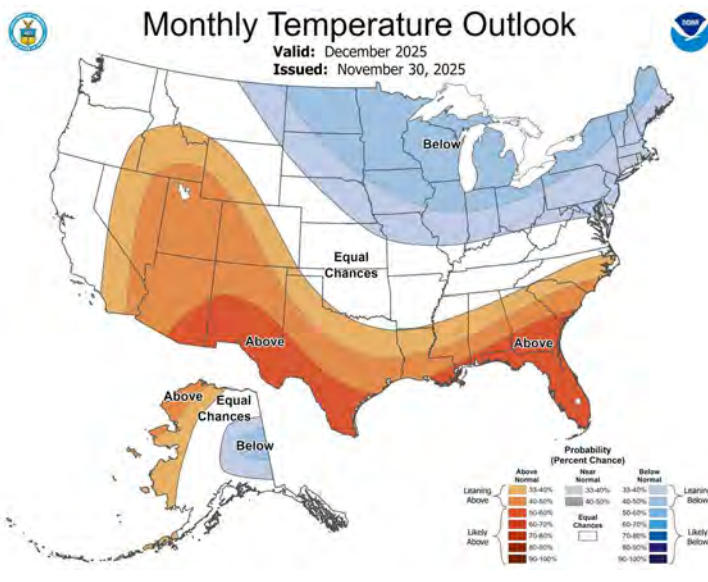 Monthly Temperature Outlook
Valid: December 2025
Issued: November 30, 2025
NOAA
Below
Equal
Chances
Above
Above
Above
Equal
Chances
Below
Probability
(Percent Chance)
Above
Normal
Near
Normal
Below
Normal
Leaning
Above
33-40%
40-50%
33-40%
40-50%
33-40%
40-50%
Leaning
Below
Likely
Above
50-60%
60-70%
70-80%
80-90%
90-100%
Equal
Chances
50-60%
60-70%
70-80%
80-90%
90-100%
Likely
Below